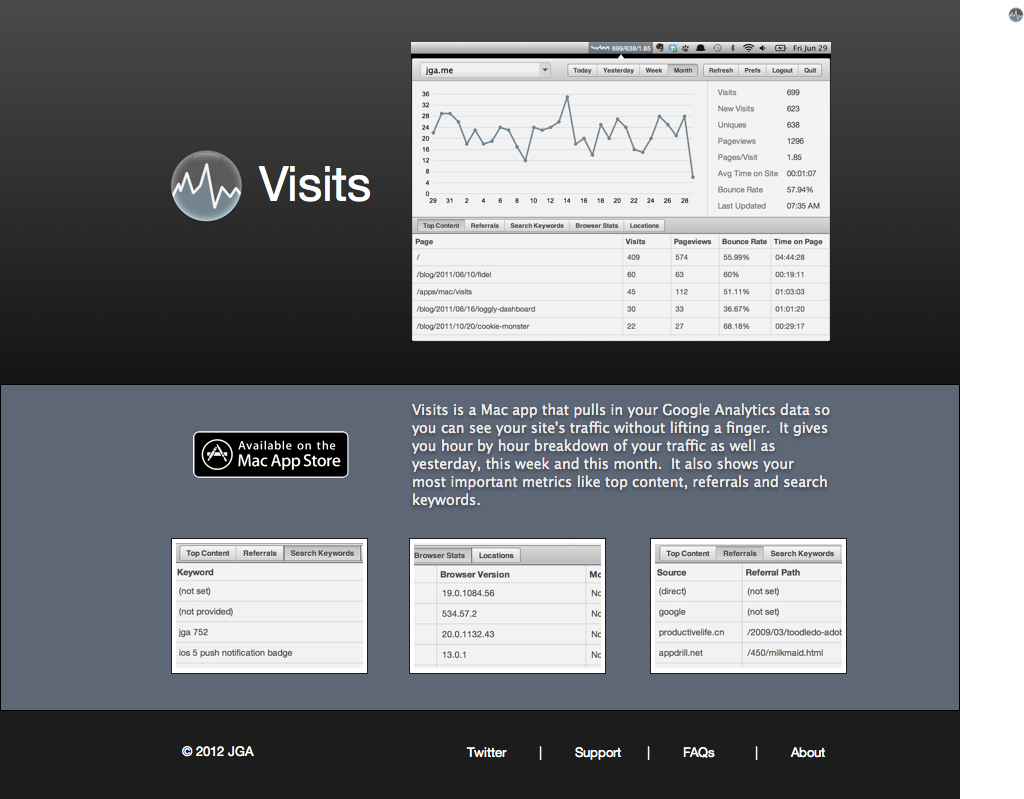 699/638/1.85 Fri Jun 29
jga.me Today Yesterday Week Month Refresh Prefs Logout Quit
36
32
28
24
20
16
12
8
4
0
29 31 2 4 6 8 10 12 14 16 18 20 22 24 26 28
Visits 699
New Visits 623
Uniques 638
Pageviews 1296
Pages/Visit 1.85
Avg Time on Site 00:01:07
Bounce Rate 57.94%
Last Updated 07:35 AM
Visits
Top Content Referrals Search Keywords Browser Stats Locations
Page Visits Pageviews Bounce Rate Time on Page
/ 409 574 55.99% 04:44:28
/blog/2011/06/10/fidel 60 63 60% 00:19:11
/apps/mac/visits 45 112 51.11% 01:03:03
/blog/2011/06/16/loggly-dashboard 30 33 36.67% 01:01:20
/blog/2011/10/20/cookie-monster 22 27 68.18% 00:29:17
Available on the
Mac App Store
Visits is a Mac app that pulls in your Google Analytics data so
you can see your site's traffic without lifting a finger.  It gives
you hour by hour breakdown of your traffic as well as
yesterday, this week and this month.  It also shows your
most important metrics like top content, referrals and search
keywords.
Top Content Referrals Search Keywords
Keyword
(not set)
(not provided)
jga 752
ios 5 push notification badge
Browser Stats Locations
Browser Version Mo
19.0.1084.56 No
534.57.2 No
20.0.1132.43 No
13.0.1 No
Top Content Referrals Search Keywords
Source Referral Path
(direct) (not set)
google (not set)
productivelife.cn /2009/03/toodledo-adob
appdrill.net /450/milkmaid.html
© 2012 JGA Twitter | Support | FAQs | About